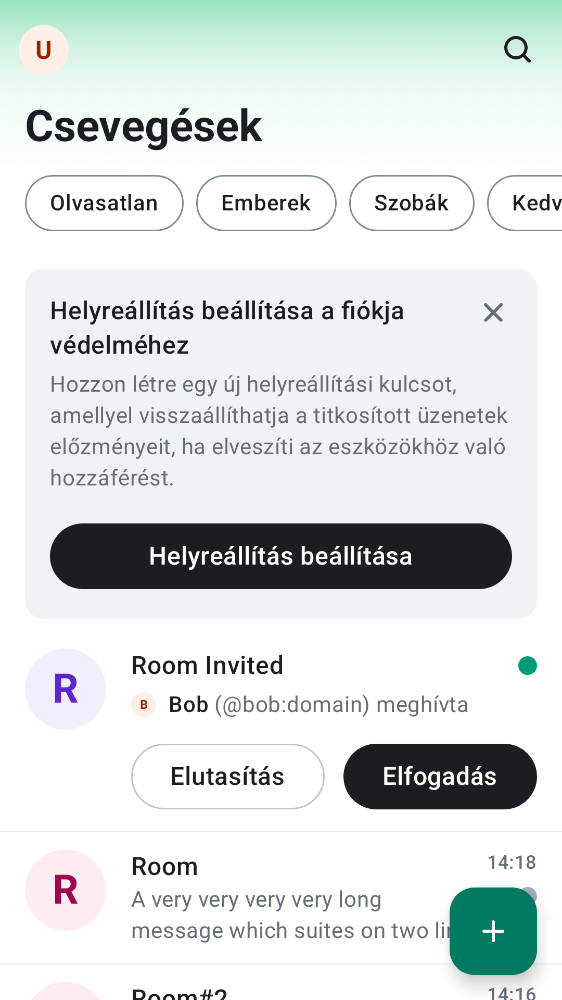 U
Csevegések
Olvasatlan Emberek Szobák Kedv
Helyreállítás beállítása a fiókja
védelméhez
Hozzon létre egy új helyreállítási kulcsot,
amellyel visszaállíthatja a titkosított üzenetek
előzményeit, ha elveszíti az eszközökhöz való
hozzáférést.
Helyreállítás beállítása
R
Room Invited
B Bob (@bob:domain) meghívta
Elutasítás Elfogadás
R
Room 14:18
A very very very very long
message which suites on two li
R
Room#2 14:16